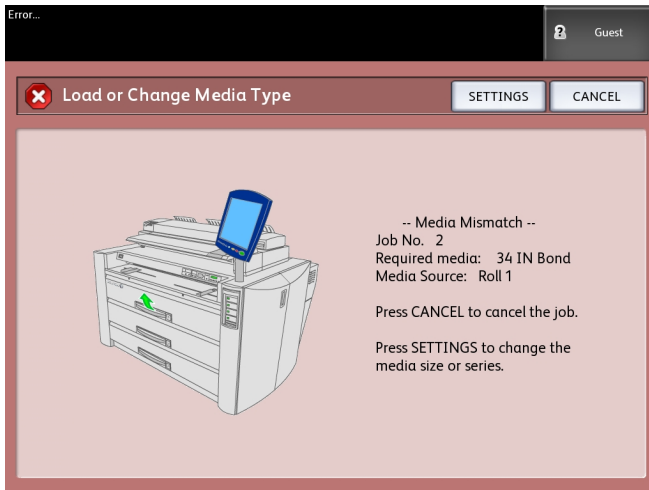 Error...
Guest
Load or Change Media Type
SETTINGS
CANCEL
-- Media Mismatch --
Job No. 2
Required media: 34 IN Bond
Media Source: Roll 1
Press CANCEL to cancel the job.
Press SETTINGS to change the
media size or series.